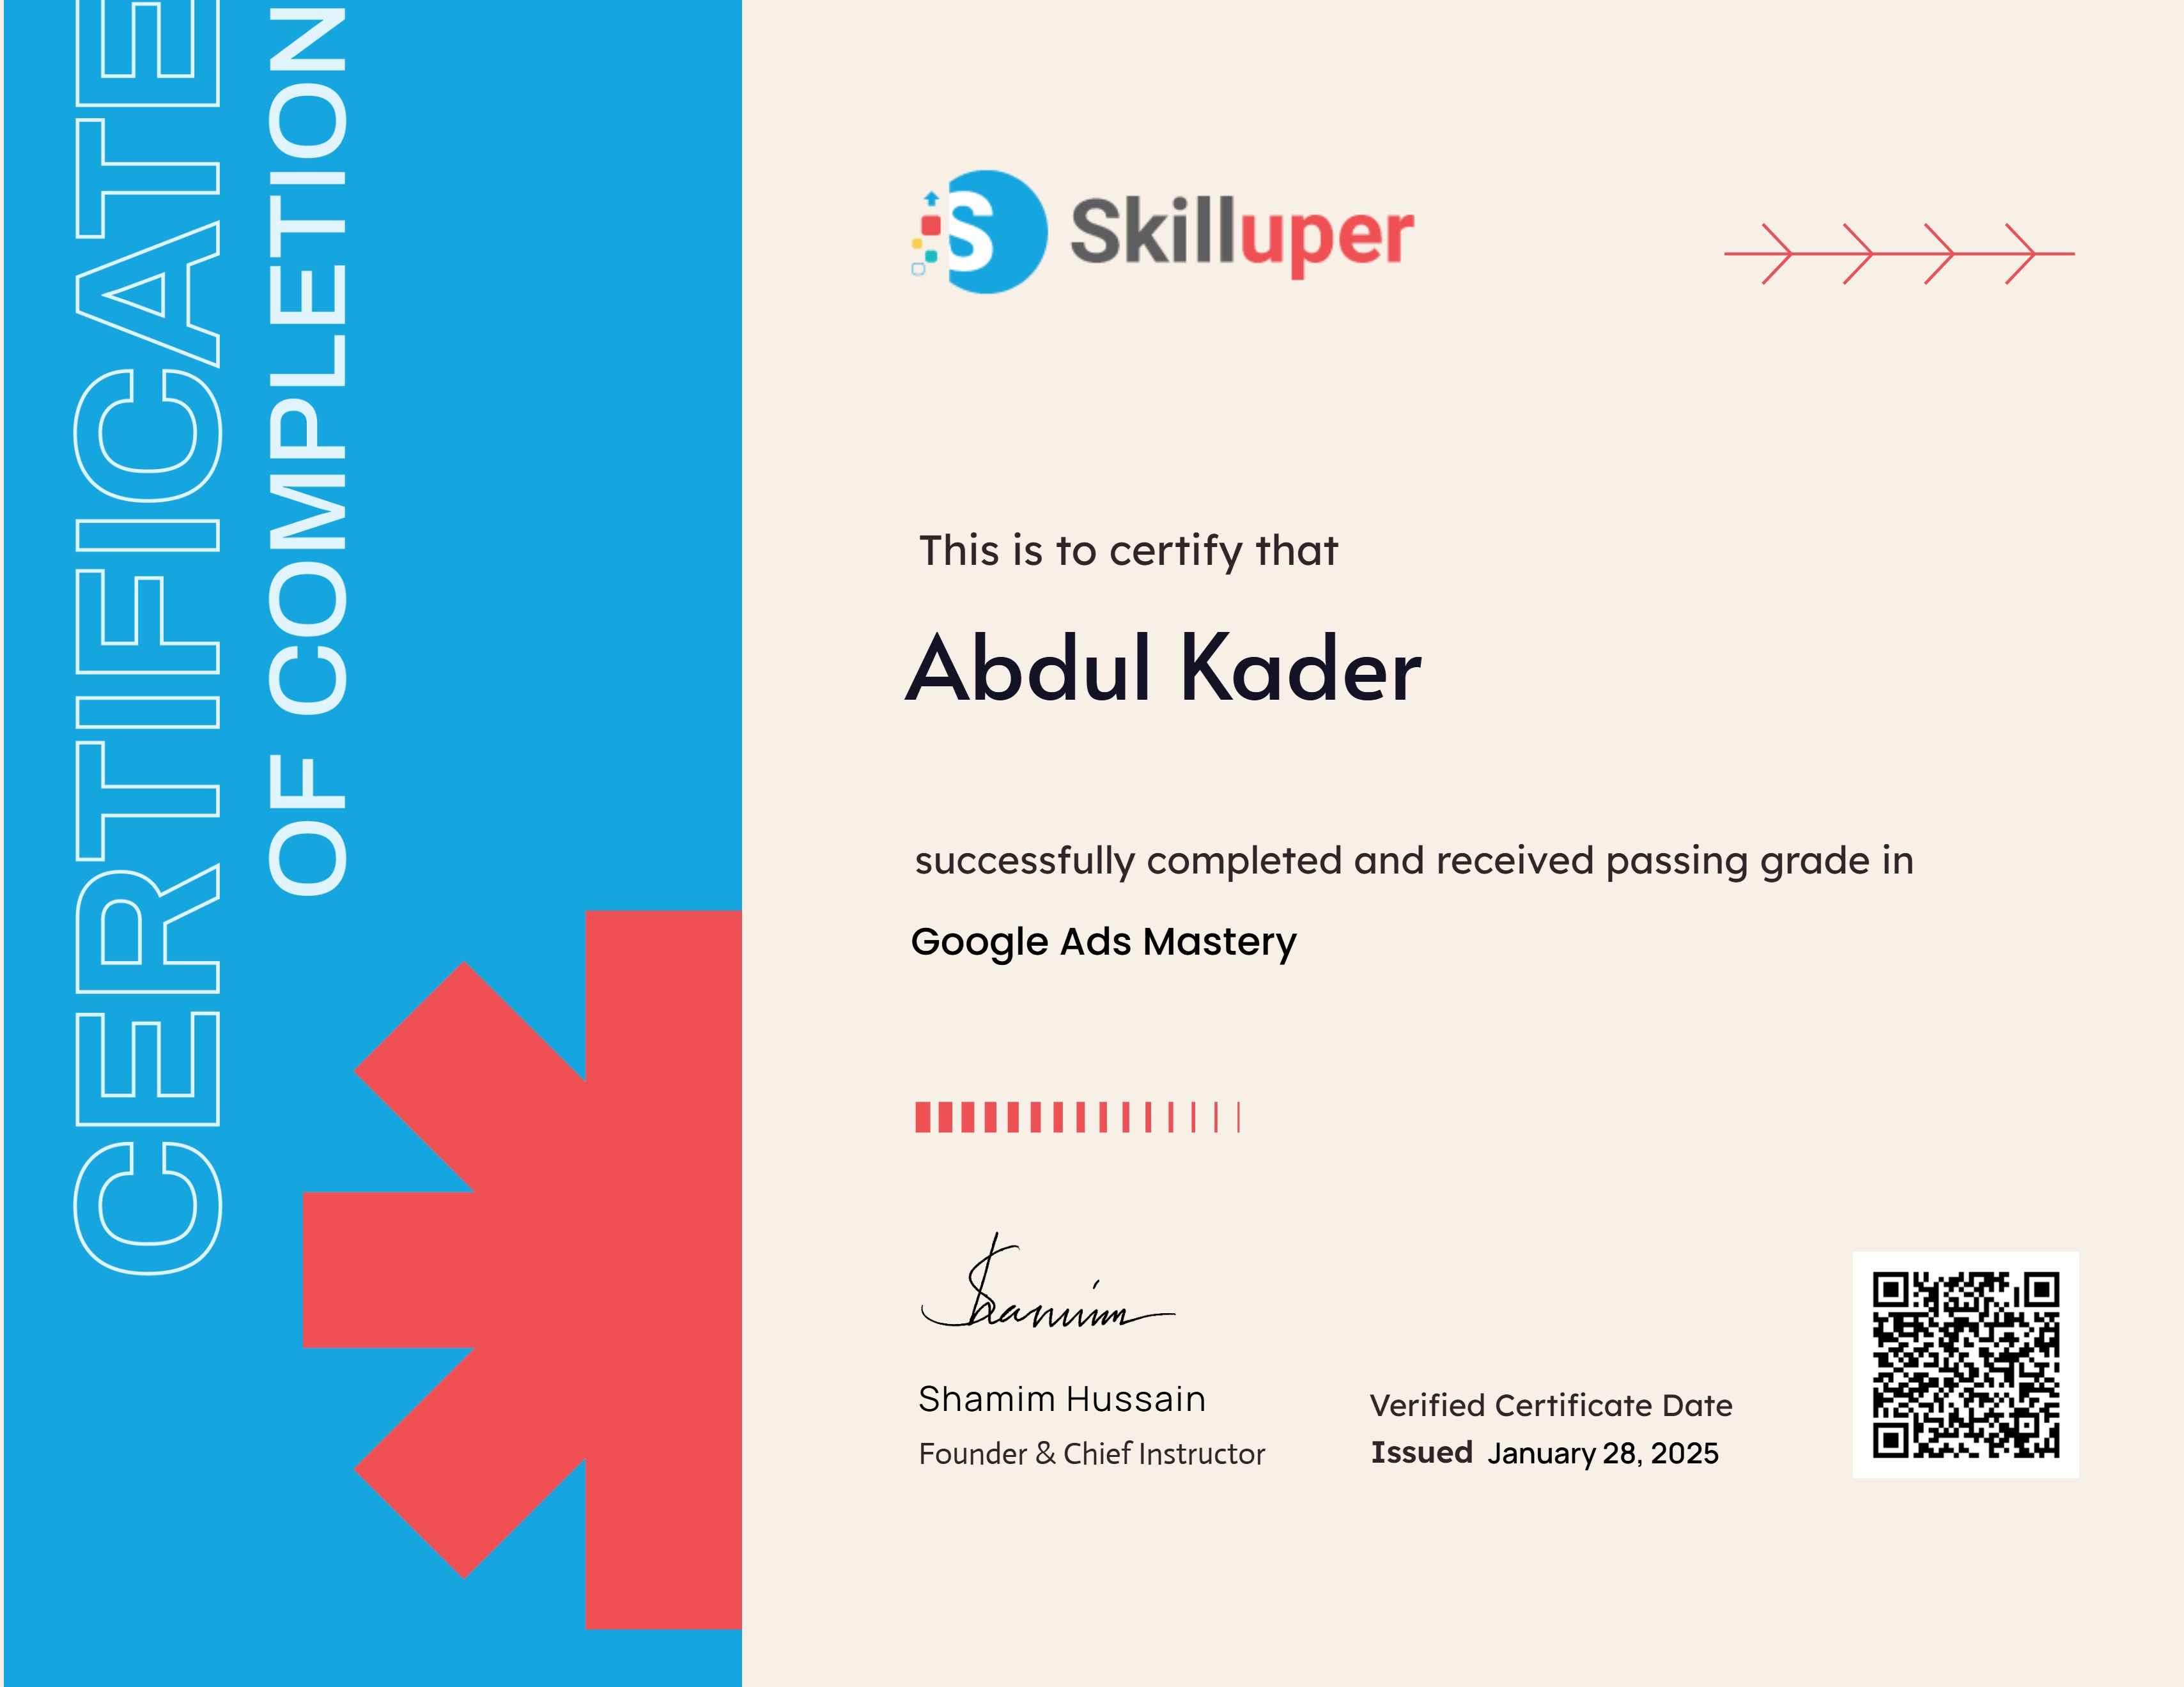 CERTIFICATE
OF COMPLETION
Skilluper
This is to certify that
Abdul Kader
successfully completed and received passing grade in
Google Ads Mastery
Shamim
Shamim Hussain
Founder & Chief Instructor
Verified Certificate Date
Issued January 28, 2025